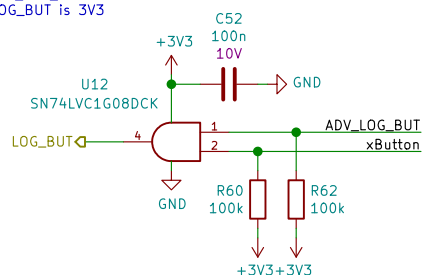 OG_BUT is 3V3
C52
100n
10V
+3V3
GND
U12
SN74LVC1G08DCK
1
ADV_LOG_BUT
LOG_BUT
4
2
xButton
GND
R60
100k
R62
100k
+3V3
+3V3